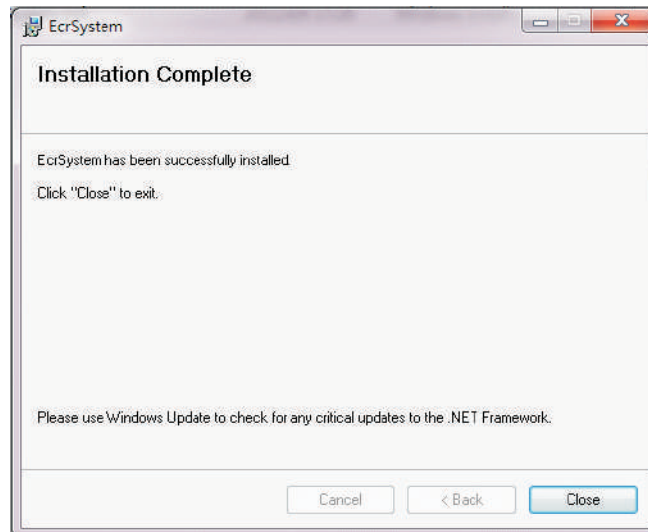 EcrSystem
Installation Complete
EcrSystem has been successfully installed.
Click "Close" to exit.
Please use Windows Update to check for any critical updates to the .NET Framework.
Cancel
< Back
Close